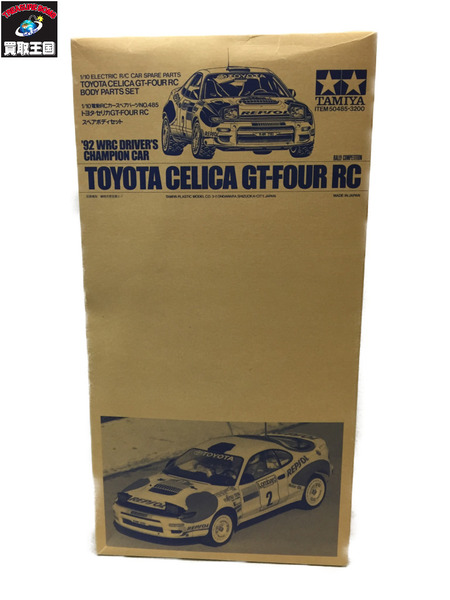 買取王国
1/10 ELECTRIC R/C CAR SPARE PARTS
TOYOTA CELICA GT-FOUR RC
BODY PARTS SET
1/10電動RCカースペアパーツNO.485
トヨタ・セリカGT-FOUR RC
スペアボディセット
TAMIYA
ITEM 50485-3200
'92 WRC DRIVER'S
CHAMPION CAR
RALLY COMPETITION
TOYOTA CELICA GT-FOUR RC
MADE IN JAPAN
REPSOL
TOYOTA
REPSOL
2
REPSOL